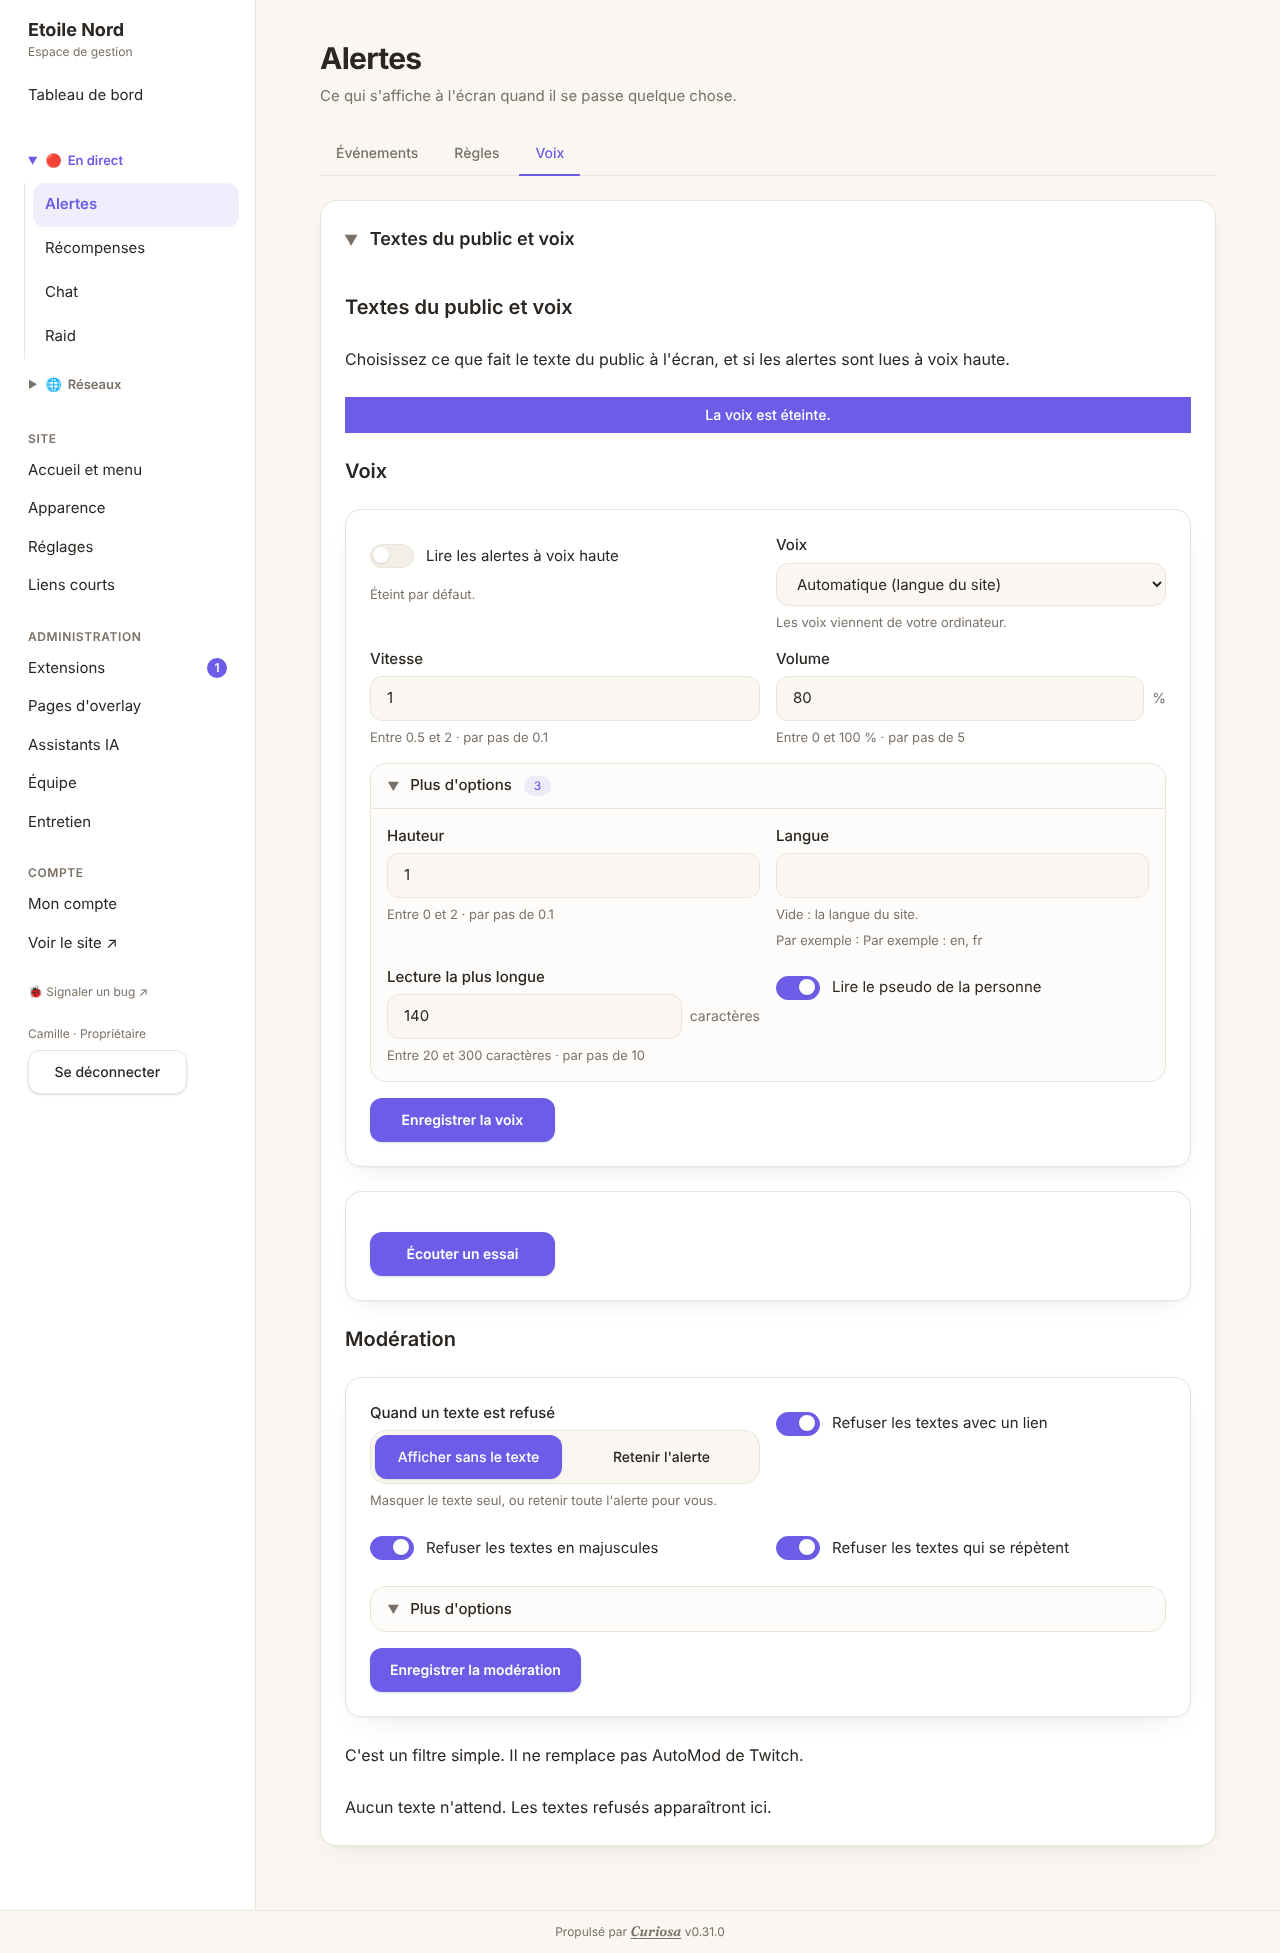 Etoile Nord
Espace de gestion
Tableau de bord
En direct
Alertes
Récompenses
Chat
Raid
Réseaux
SITE
Accueil et menu
Apparence
Réglages
Liens courts
ADMINISTRATION
Extensions 1
Pages d'overlay
Assistants IA
Équipe
Entretien
COMPTE
Mon compte
Voir le site ↗
Signaler un bug ↗
Camille · Propriétaire
Se déconnecter
Alertes
Ce qui s'affiche à l'écran quand il se passe quelque chose.
Événements Règles Voix
Textes du public et voix
Textes du public et voix
Choisissez ce que fait le texte du public à l'écran, et si les alertes sont lues à voix haute.
La voix est éteinte.
Voix
Lire les alertes à voix haute
Éteint par défaut.
Voix
Automatique (langue du site)
Les voix viennent de votre ordinateur.
Vitesse
1
Entre 0.5 et 2 · par pas de 0.1
Volume
80 %
Entre 0 et 100 % · par pas de 5
Plus d'options 3
Hauteur
1
Entre 0 et 2 · par pas de 0.1
Langue
Vide : la langue du site.
Par exemple : Par exemple : en, fr
Lecture la plus longue
140 caractères
Entre 20 et 300 caractères · par pas de 10
Lire le pseudo de la personne
Enregistrer la voix
Écouter un essai
Modération
Quand un texte est refusé
Afficher sans le texte Retenir l'alerte
Masquer le texte seul, ou retenir toute l'alerte pour vous.
Refuser les textes avec un lien
Refuser les textes en majuscules
Refuser les textes qui se répètent
Plus d'options
Enregistrer la modération
C'est un filtre simple. Il ne remplace pas AutoMod de Twitch.
Aucun texte n'attend. Les textes refusés apparaîtront ici.
Propulsé par Curiosa v0.31.0